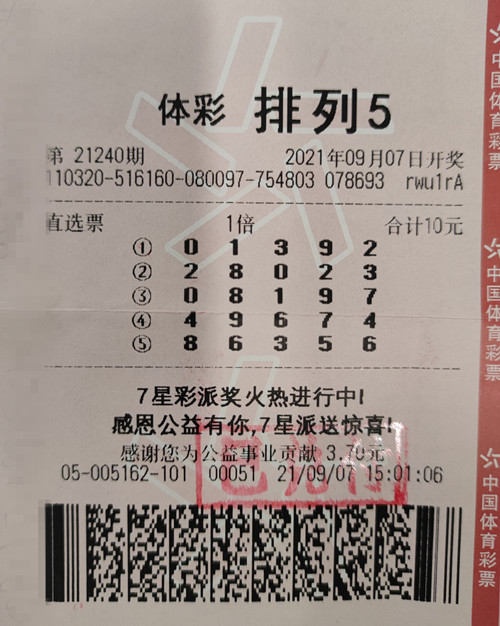 体彩 排列5
第 21240期 2021年09月07日开奖
110320-516160-080097-754803 078693 rwu1rA
直选票 1倍 合计10元
① 0 1 3 9 2
② 2 8 0 2 3
③ 0 8 1 9 7
④ 4 9 6 7 4
⑤ 8 6 3 5 6
7星彩派奖火热进行中!
感恩公益有你,7星派送惊喜!
感谢您为公益事业贡献 3.70元
05-005162-101 00051 21/09/07 15:01:06
已兑付
中国体育彩票
中国体育彩票
中国体育彩票